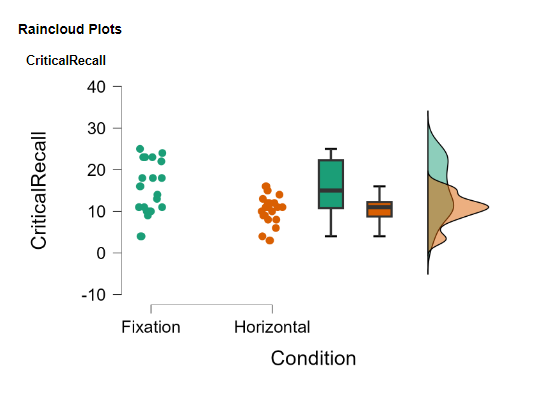 Raincloud Plots
CriticalRecall
CriticalRecall
40
30
20
10
0
-10
Fixation
Horizontal
Condition